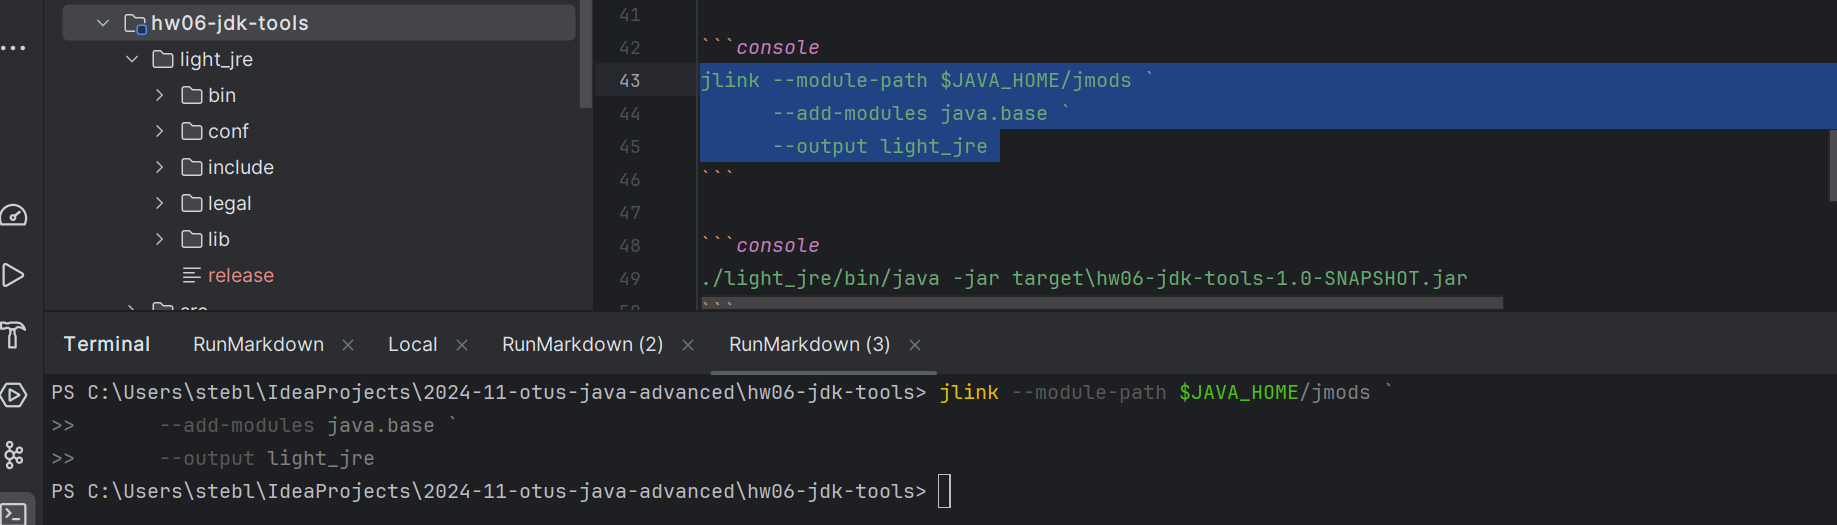 hw06-jdk-tools
light_jre
bin
conf
include
legal
lib
release
41
42 ```console
43 jlink --module-path $JAVA_HOME/jmods `
44 --add-modules java.base `
45 --output light_jre
46 ```
47
48 ```console
49 ./light_jre/bin/java -jar target\hw06-jdk-tools-1.0-SNAPSHOT.jar
Terminal RunMarkdown × Local × RunMarkdown (2) × RunMarkdown (3) ×
PS C:\Users\stebl\IdeaProjects\2024-11-otus-java-advanced\hw06-jdk-tools> jlink --module-path $JAVA_HOME/jmods `
>> --add-modules java.base `
>> --output light_jre
PS C:\Users\stebl\IdeaProjects\2024-11-otus-java-advanced\hw06-jdk-tools>